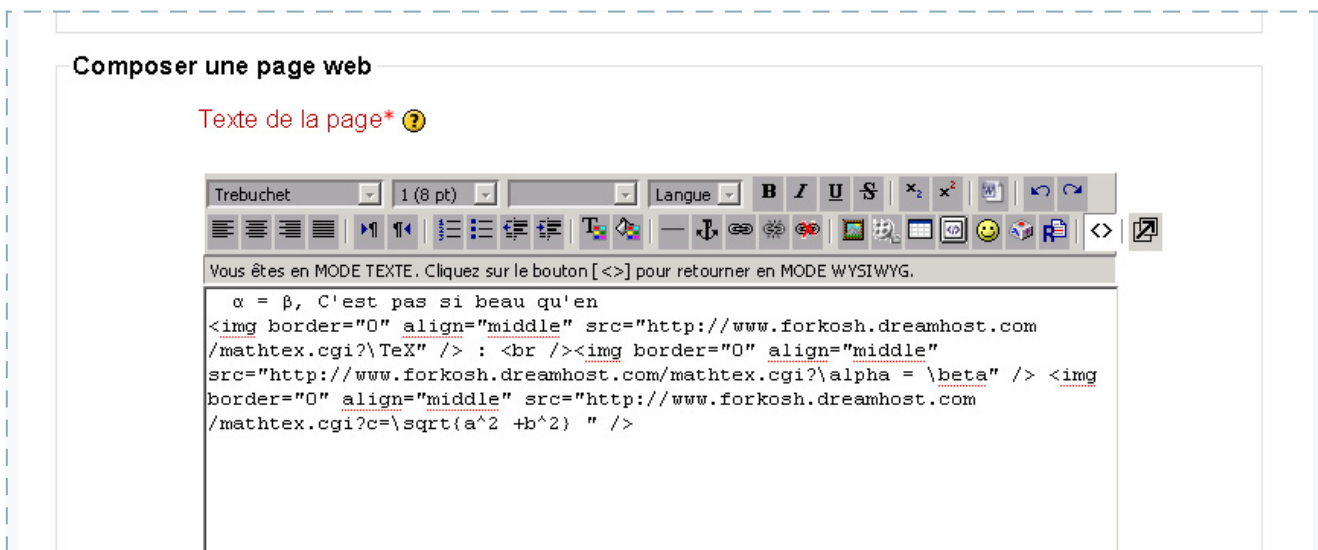 Composer une page web
Texte de la page*
Trebuchet 1 (8 pt) Langue B I U S x₂ x²
Vous êtes en MODE TEXTE. Cliquez sur le bouton [<>] pour retourner en MODE WYSIWYG.
α = β, C'est pas si beau qu'en
<img border="0" align="middle" src="http://www.forkosh.dreamhost.com
/mathtex.cgi?\TeX" /> : <br /><img border="0" align="middle"
src="http://www.forkosh.dreamhost.com/mathtex.cgi?\alpha = \beta" /> <img
border="0" align="middle" src="http://www.forkosh.dreamhost.com
/mathtex.cgi?c=\sqrt{a^2 +b^2} " />